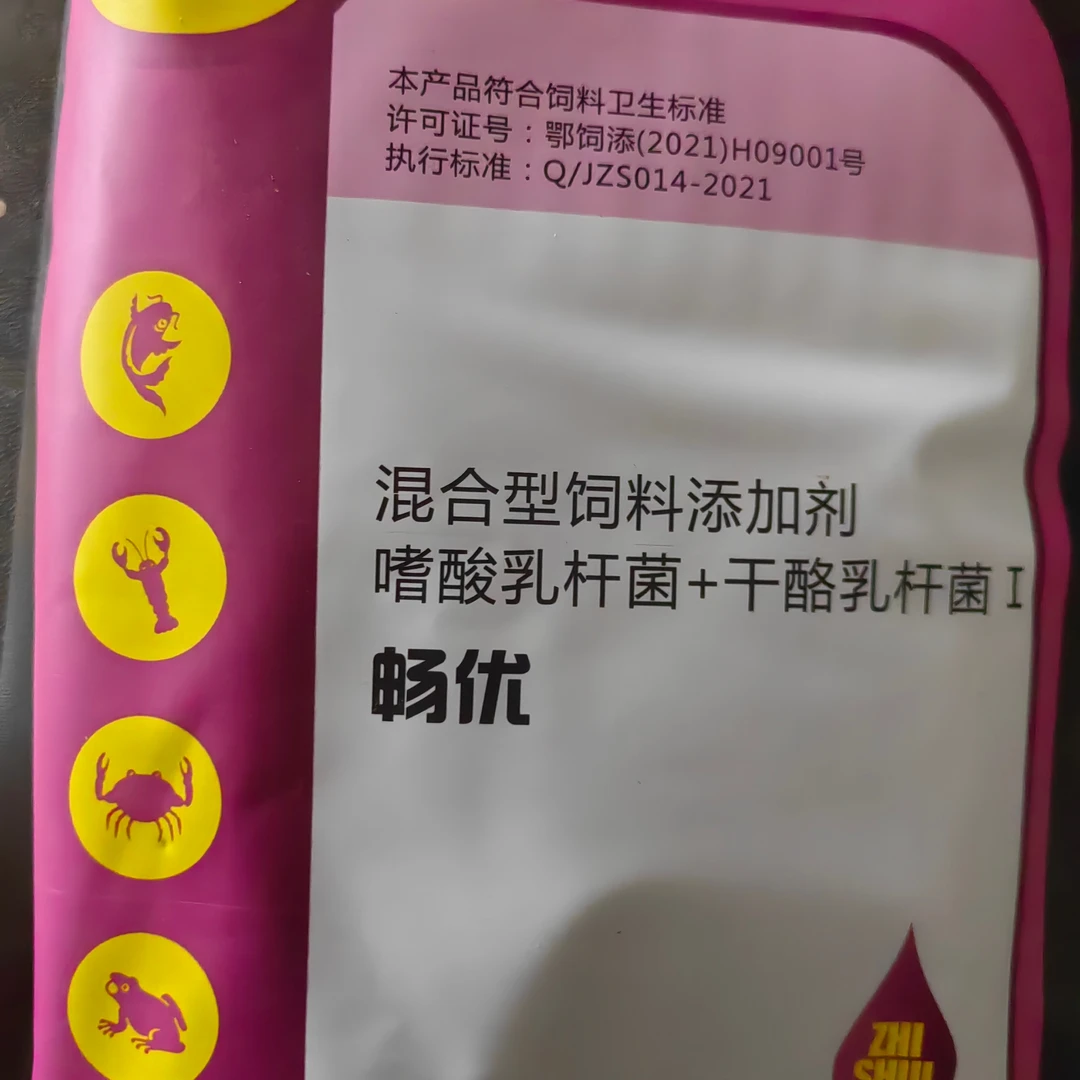 本产品符合饲料卫生标准
许可证号：鄂饲添(2021)H09001号
执行标准：Q/JZS014-2021
混合型饲料添加剂
嗜酸乳杆菌+干酪乳杆菌 I
畅优
ZHI
SHUI